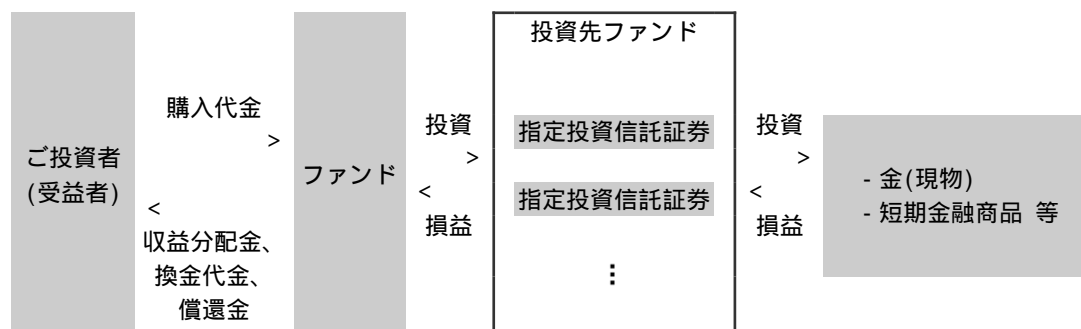 ご投資者
(受益者)
購入代金
>
<
収益分配金、
換金代金、
償還金
ファンド
投資
>
<
損益
投資先ファンド
指定投資信託証券
指定投資信託証券
⋮
投資
>
<
損益
- 金(現物)
- 短期金融商品 等